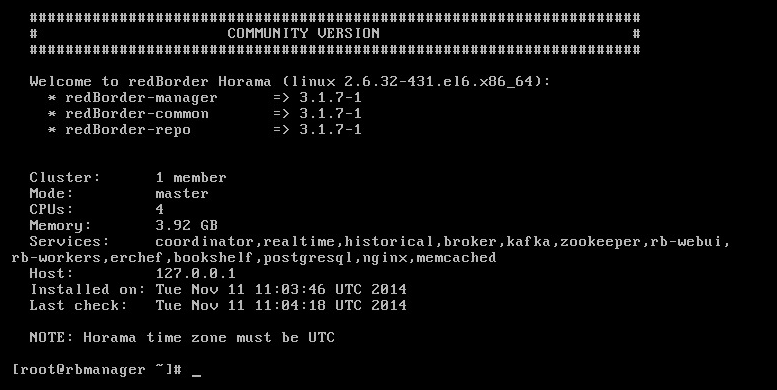 ####################################################################
# COMMUNITY VERSION #
####################################################################
Welcome to redBorder Horama (linux 2.6.32-431.el6.x86_64):
* redBorder-manager => 3.1.7-1
* redBorder-common => 3.1.7-1
* redBorder-repo => 3.1.7-1
Cluster: 1 member
Mode: master
CPUs: 4
Memory: 3.92 GB
Services: coordinator,realtime,historical,broker,kafka,zookeeper,rb-webui,
rb-workers,erchef,bookshelf,postgresql,nginx,memcached
Host: 127.0.0.1
Installed on: Tue Nov 11 11:03:46 UTC 2014
Last check: Tue Nov 11 11:04:18 UTC 2014
NOTE: Horama time zone must be UTC
[root@rbmanager ~]# _